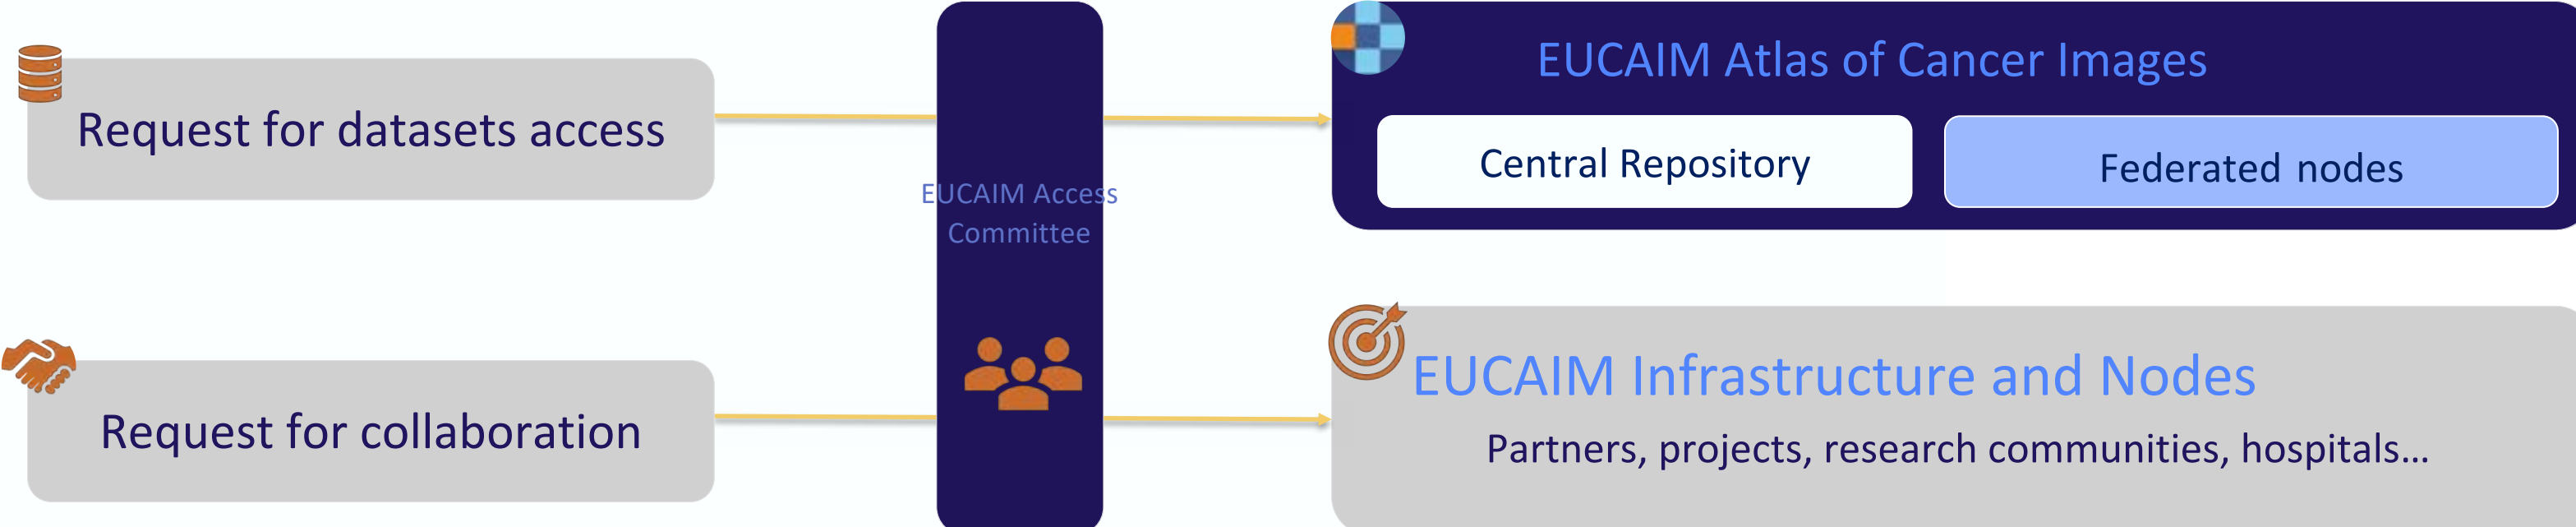 Request for datasets access
EUCAIM Access
Committee
EUCAIM Atlas of Cancer Images
Central Repository
Federated nodes
Request for collaboration
EUCAIM Infrastructure and Nodes
Partners, projects, research communities, hospitals...